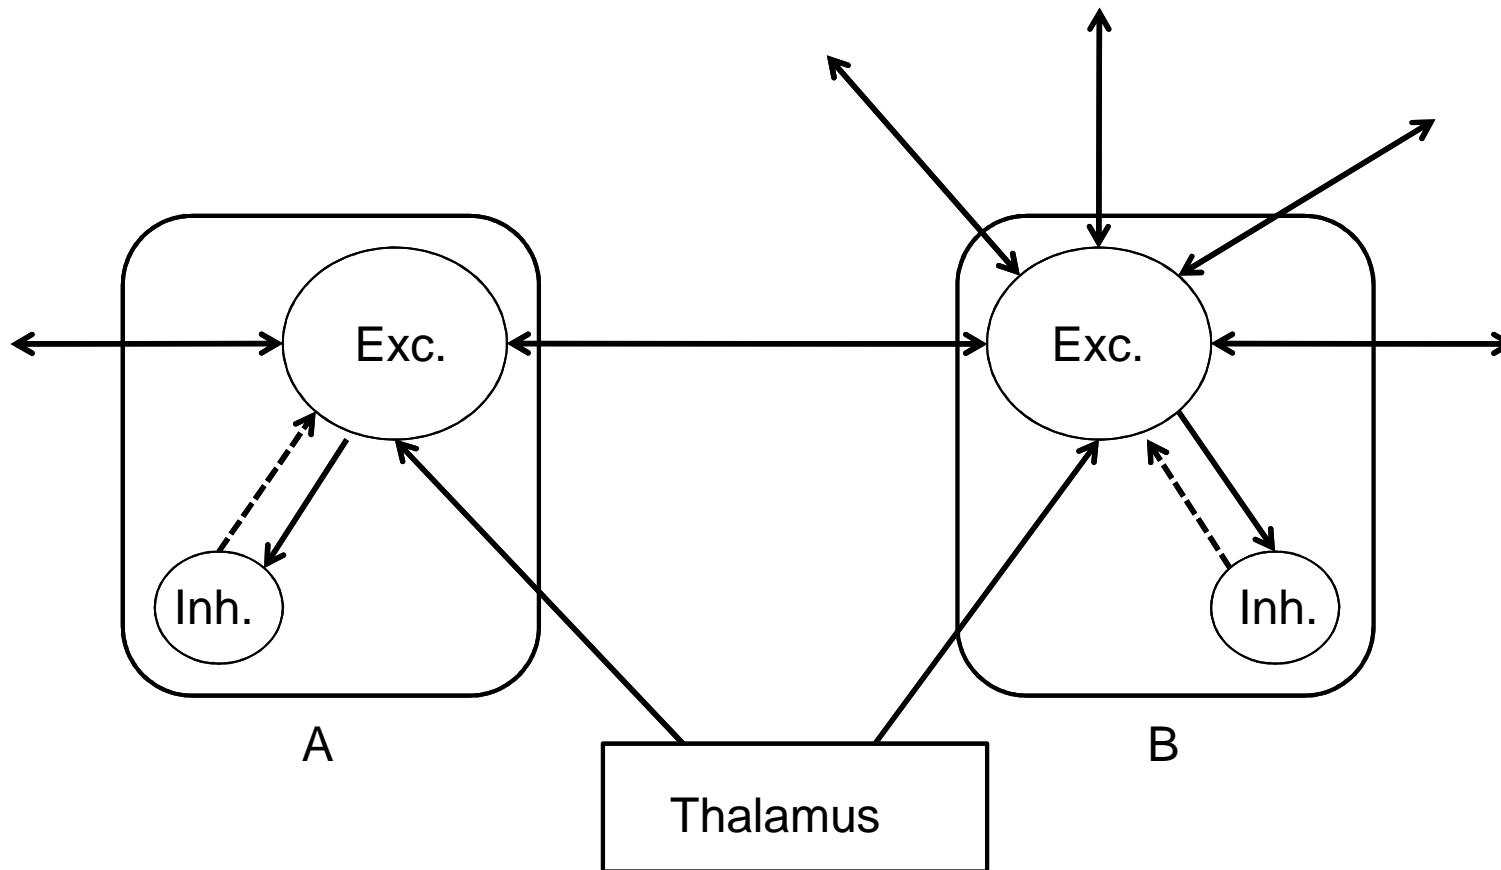 Exc.
Exc.
Inh.
Inh.
A
B
Thalamus